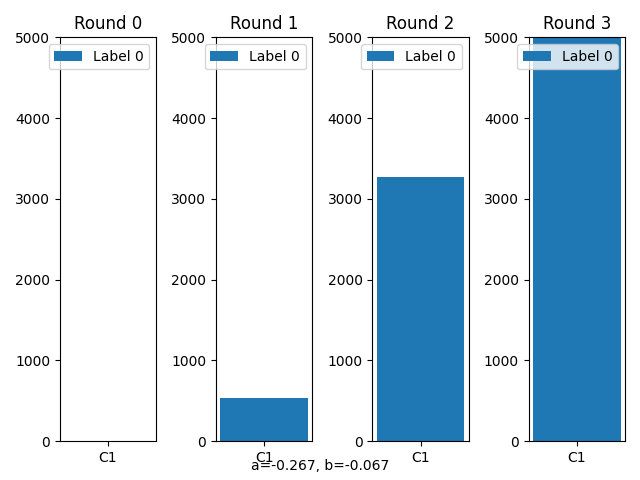 Round 0 Round 1 Round 2 Round 3
5000 5000 5000 5000
Label 0 Label 0 Label 0 Label 0
4000 4000 4000 4000
3000 3000 3000 3000
2000 2000 2000 2000
1000 1000 1000 1000
0 0 0 0
C1 C1 C1 C1
a=-0.267, b=-0.067